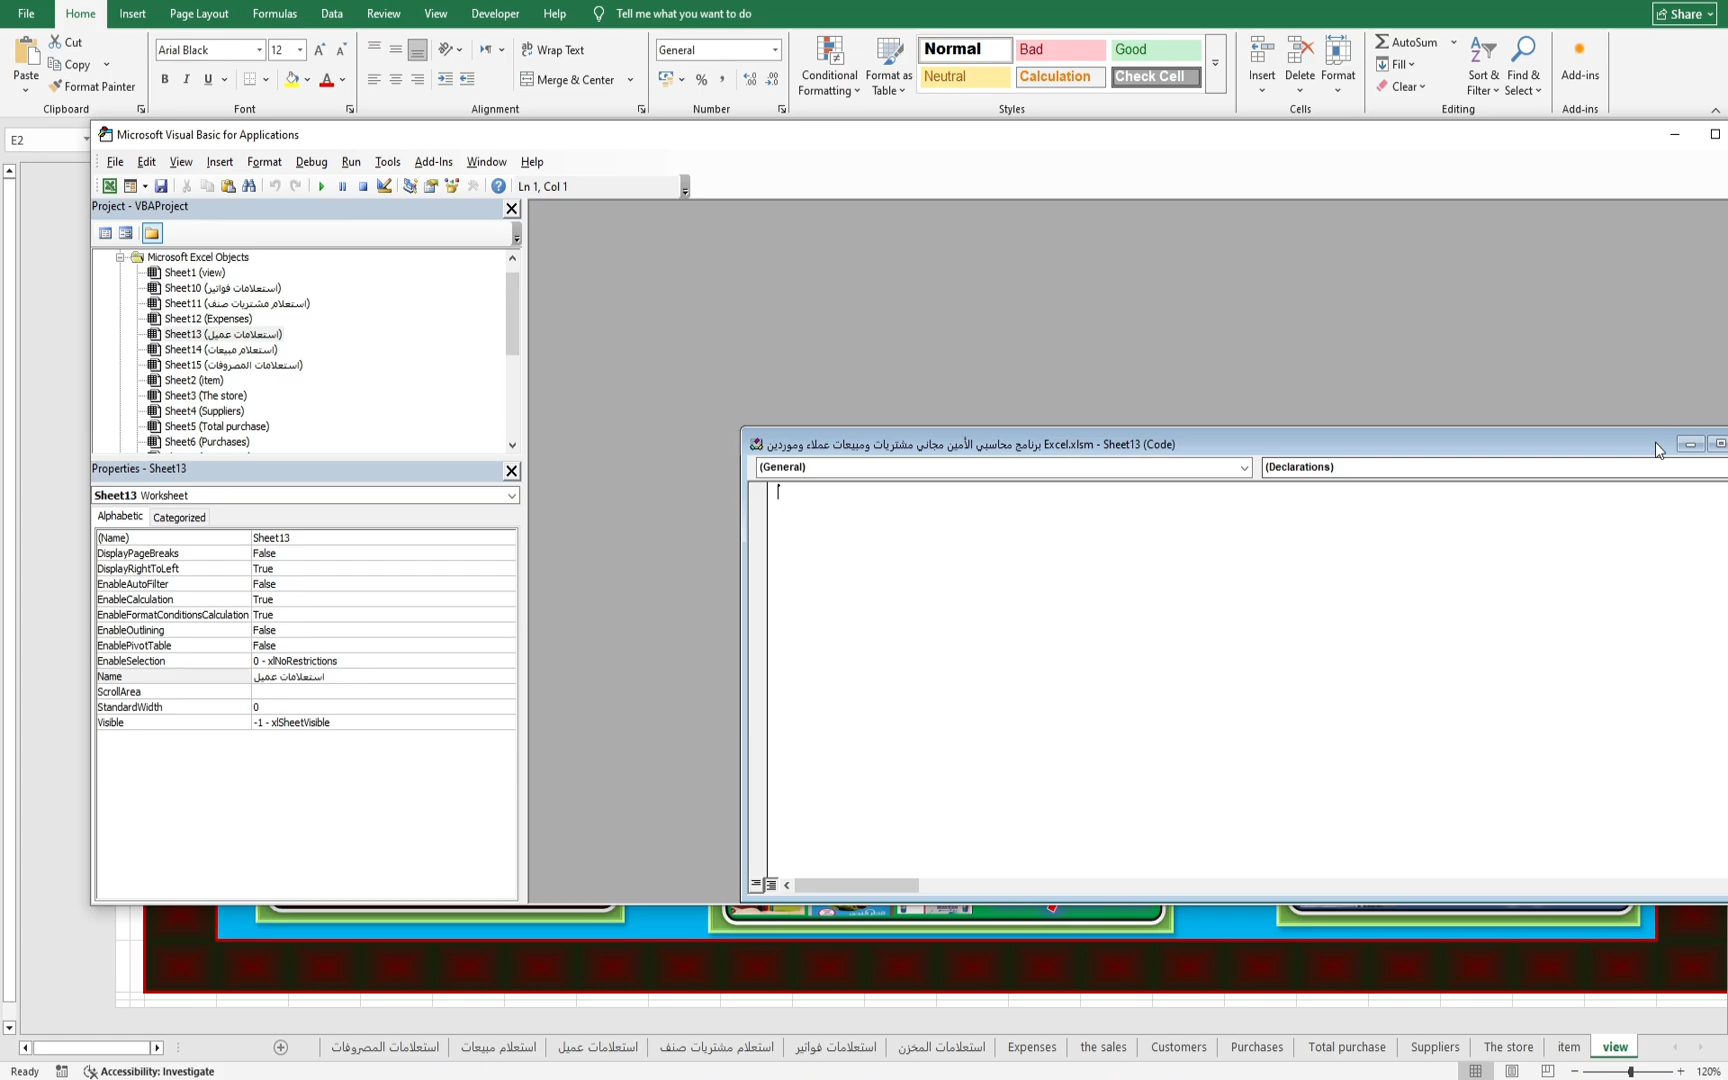 File Home Insert Page Layout Formulas Data Review View Developer Help Tell me what you want to do Share
Cut
Copy
Format Painter
Paste
Clipboard
Arial Black 12
B I U
Font
Wrap Text
Merge & Center
Alignment
General
Number
Conditional Formatting
Format as Table
Normal Bad Good
Neutral Calculation Check Cell
Styles
Insert Delete Format
Cells
AutoSum
Fill
Clear
Sort & Filter
Find & Select
Editing
Add-ins
Add-ins
E2
Microsoft Visual Basic for Applications
File Edit View Insert Format Debug Run Tools Add-Ins Window Help
Ln 1, Col 1
Project - VBAProject
Microsoft Excel Objects
Sheet1 (view)
Sheet10 (استعلامات فواتير)
Sheet11 (استعلام مشتريات صنف)
Sheet12 (Expenses)
Sheet13 (استعلامات عميل)
Sheet14 (استعلام مبيعات)
Sheet15 (استعلامات المصروفات)
Sheet2 (item)
Sheet3 (The store)
Sheet4 (Suppliers)
Sheet5 (Total purchase)
Sheet6 (Purchases)
Properties - Sheet13
Sheet13 Worksheet
Alphabetic Categorized
(Name) Sheet13
DisplayPageBreaks False
DisplayRightToLeft True
EnableAutoFilter False
EnableCalculation True
EnableFormatConditionsCalculation True
EnableOutlining False
EnablePivotTable False
EnableSelection 0 - xlNoRestrictions
Name استعلامات عميل
ScrollArea
StandardWidth 0
Visible -1 - xlSheetVisible
برنامج محاسبي الأمين مجاني مشتريات ومبيعات عملاء وموردين Excel.xlsm - Sheet13 (Code)
(General) (Declarations)
استعلامات المصروفات استعلام مبيعات استعلامات عميل استعلام مشتريات صنف استعلامات فواتير استعلامات المخزن Expenses the sales Customers Purchases Total purchase Suppliers The store item view
Ready Accessibility: Investigate 120%